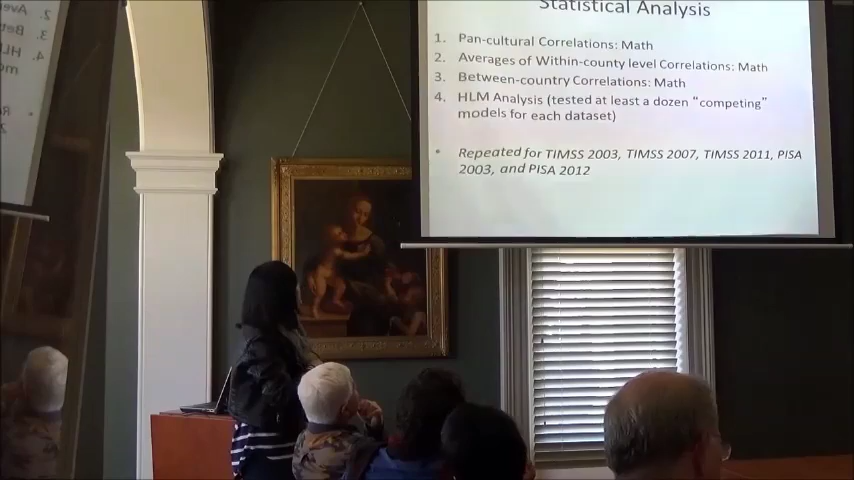 Statistical Analysis
1. Pan-cultural Correlations: Math
2. Averages of Within-county level Correlations: Math
3. Between-country Correlations: Math
4. HLM Analysis (tested at least a dozen "competing"
models for each dataset)
• Repeated for TIMSS 2003, TIMSS 2007, TIMSS 2011, PISA
2003, and PISA 2012